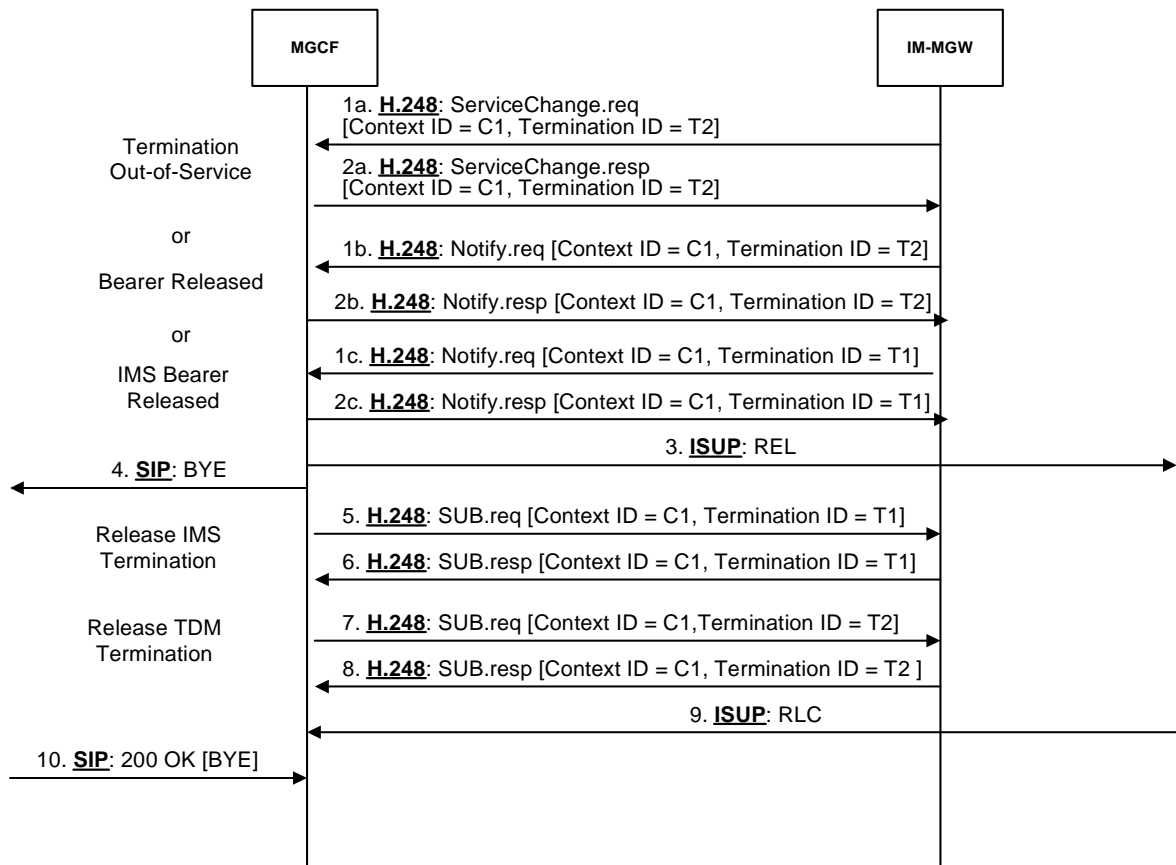 MGCF
IM-MGW
1a. H.248: ServiceChange.req
[Context ID = C1, Termination ID = T2]
Termination
Out-of-Service
2a. H.248: ServiceChange.resp
[Context ID = C1, Termination ID = T2]
or
1b. H.248: Notify.req [Context ID = C1, Termination ID = T2]
Bearer Released
2b. H.248: Notify.resp [Context ID = C1, Termination ID = T2]
or
1c. H.248: Notify.req [Context ID = C1, Termination ID = T1]
IMS Bearer
Released
2c. H.248: Notify.resp [Context ID = C1, Termination ID = T1]
3. ISUP: REL
4. SIP: BYE
5. H.248: SUB.req [Context ID = C1, Termination ID = T1]
Release IMS
Termination
6. H.248: SUB.resp [Context ID = C1, Termination ID = T1]
7. H.248: SUB.req [Context ID = C1,Termination ID = T2]
Release TDM
Termination
8. H.248: SUB.resp [Context ID = C1, Termination ID = T2 ]
9. ISUP: RLC
10. SIP: 200 OK [BYE]